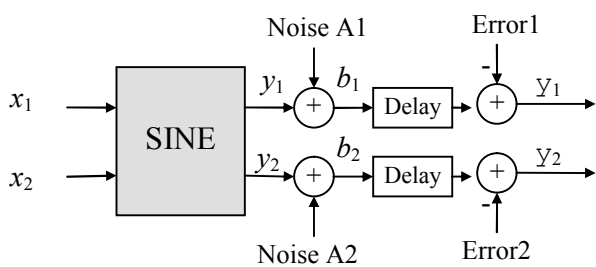 Noise A1
Error1
x1
y1
+
b1
Delay
-
+
y1
SINE
x2
y2
+
b2
Delay
-
+
y2
Noise A2
Error2